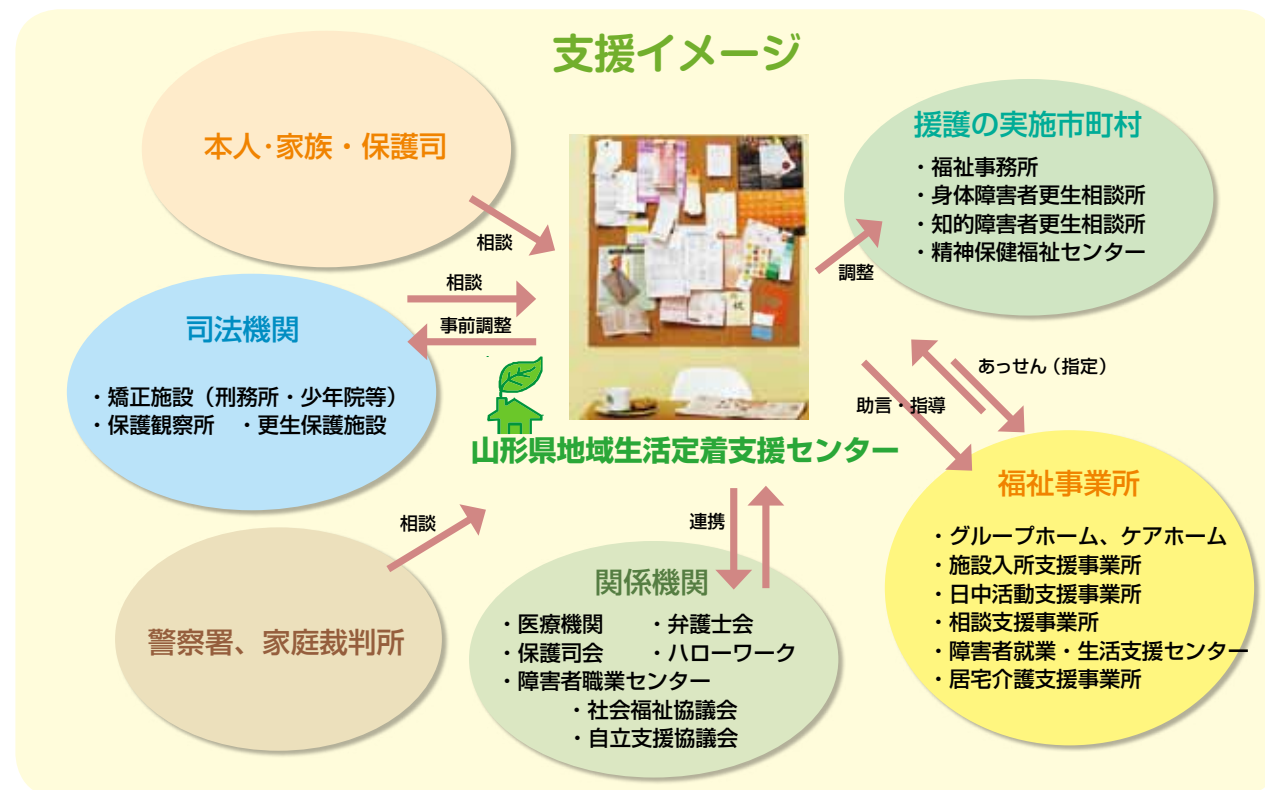 支援イメージ
本人・家族・保護司
相談
援護の実施市町村
・福祉事務所
・身体障害者更生相談所
・知的障害者更生相談所
・精神保健福祉センター
調整
相談
事前調整
司法機関
・矯正施設（刑務所・少年院等）
・保護観察所　・更生保護施設
あっせん（指定）
助言・指導
山形県地域生活定着支援センター
福祉事業所
・グループホーム、ケアホーム
・施設入所支援事業所
・日中活動支援事業所
・相談支援事業所
・障害者就業・生活支援センター
・居宅介護支援事業所
相談
警察署、家庭裁判所
連携
関係機関
・医療機関　・弁護士会
・保護司会　・ハローワーク
・障害者職業センター
・社会福祉協議会
・自立支援協議会